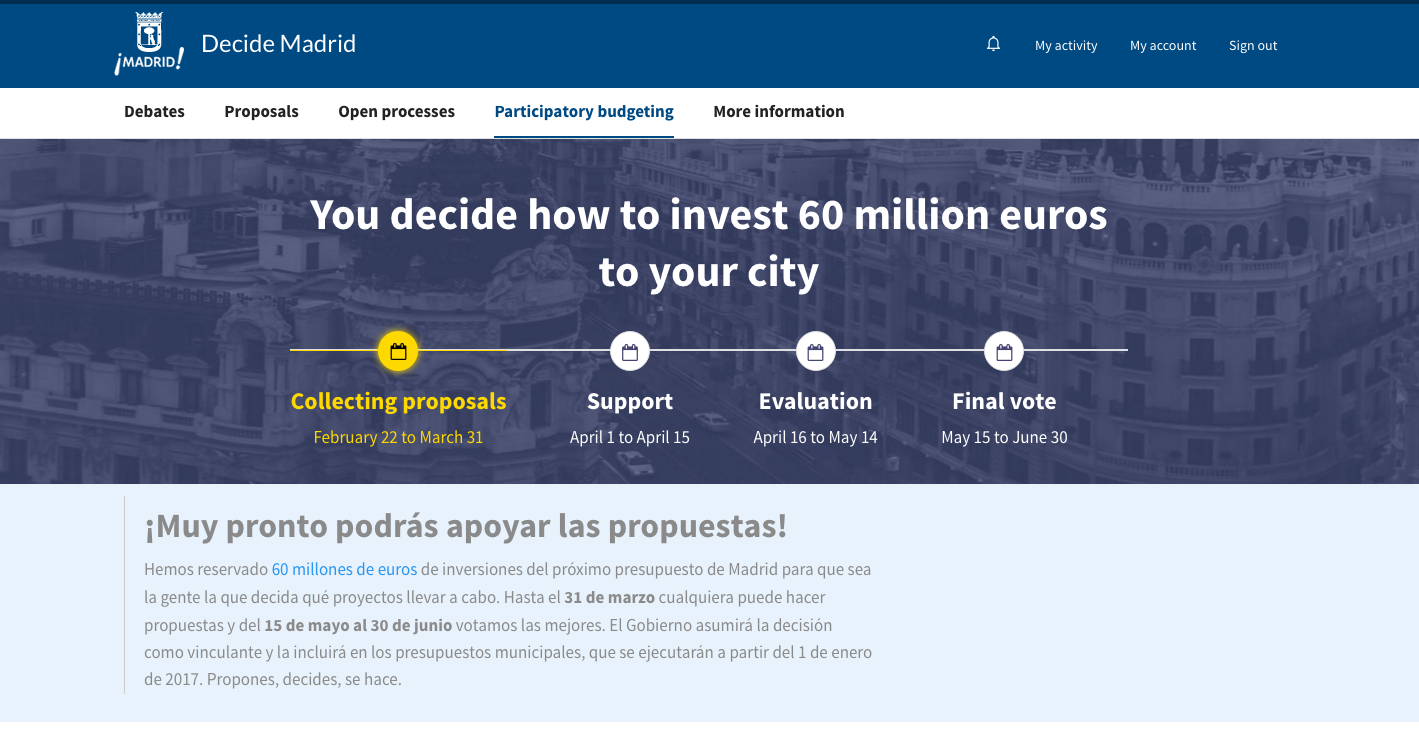 ¡MADRID!
Decide Madrid
My activity
My account
Sign out
Debates
Proposals
Open processes
Participatory budgeting
More information
You decide how to invest 60 million euros
to your city
Collecting proposals
February 22 to March 31
Support
April 1 to April 15
Evaluation
April 16 to May 14
Final vote
May 15 to June 30
¡Muy pronto podrás apoyar las propuestas!
Hemos reservado 60 millones de euros de inversiones del próximo presupuesto de Madrid para que sea
la gente la que decida qué proyectos llevar a cabo. Hasta el 31 de marzo cualquiera puede hacer
propuestas y del 15 de mayo al 30 de junio votamos las mejores. El Gobierno asumirá la decisión
como vinculante y la incluirá en los presupuestos municipales, que se ejecutarán a partir del 1 de enero
de 2017. Propones, decides, se hace.